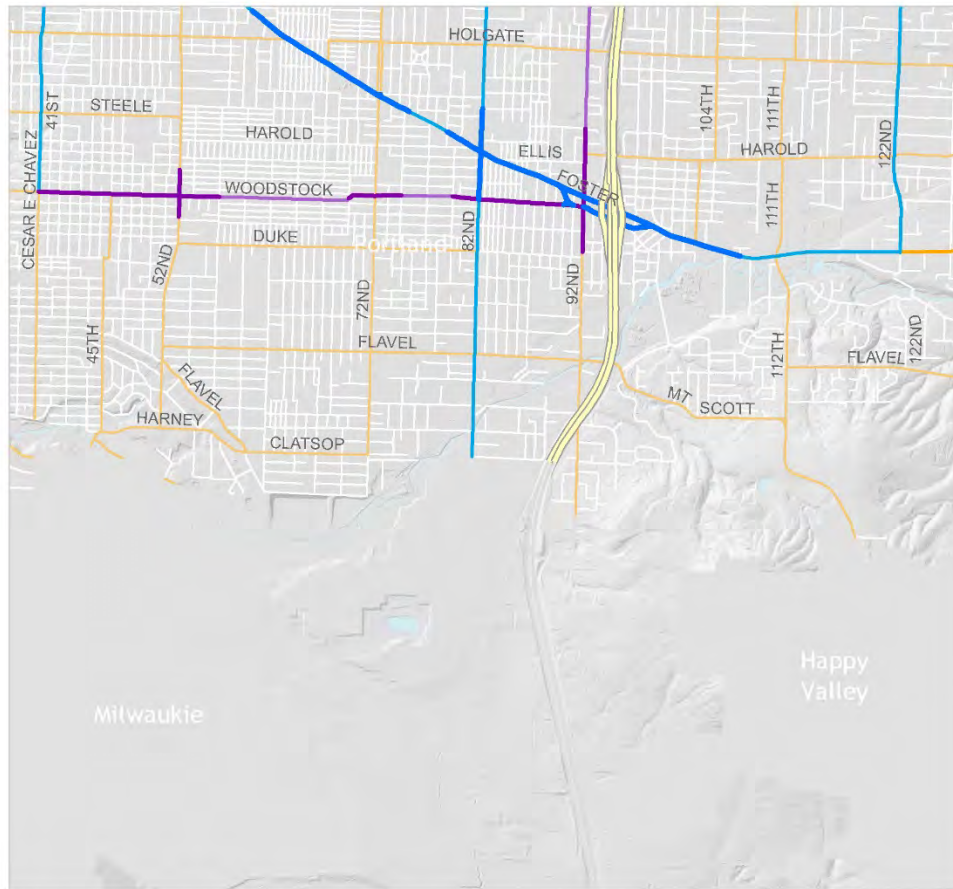 HOLGATE
41ST
STEELE
104TH
111TH
122ND
HAROLD
CESAR E CHAVEZ
ELLIS
HAROLD
WOODSTOCK
FOSTER
111TH
DUKE
Portland
82ND
52ND
92ND
72ND
45TH
FLAVEL
112TH
FLAVEL
122ND
FLAVEL
MT
SCOTT
HARNEY
CLATSOP
Happy
Valley
Milwaukie